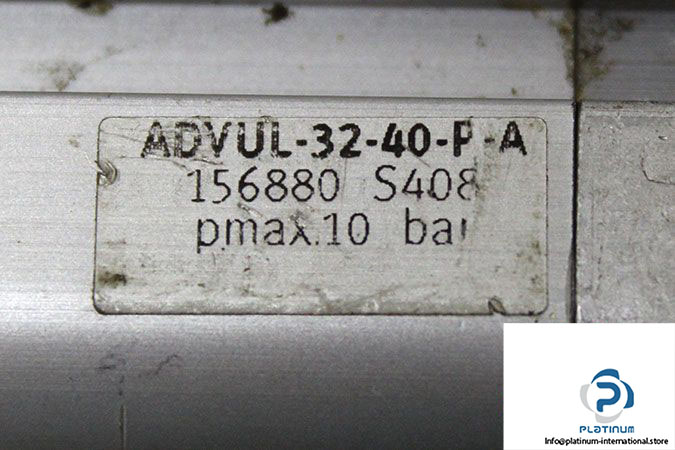 ADVUL-32-40-P-A
156880 S408
pmax.10 bar
PLATINUM
Info@platinum-international.store